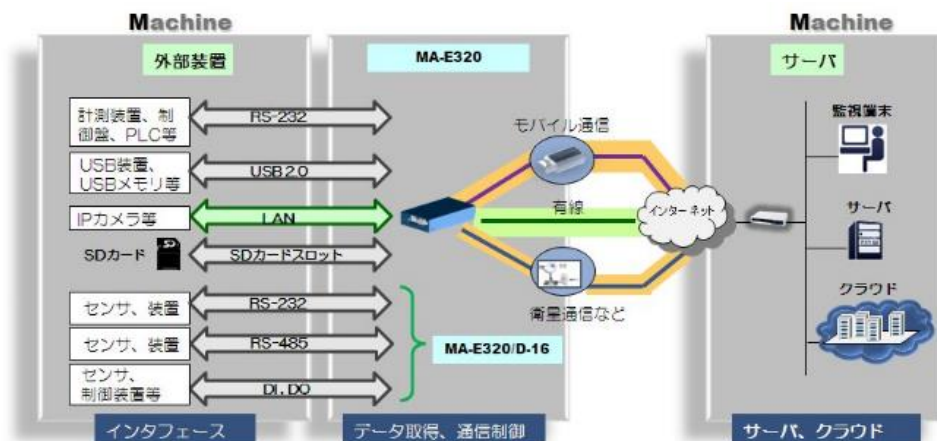 Machine
Machine
外部装置
MA-E320
サーバ
計測装置、制
御盤、PLC等
RS-232
USB装置、
USBメモリ等
USB2.0
IPカメラ等
LAN
SDカード
SDカードスロット
センサ、装置
RS-232
センサ、装置
RS-485
センサ、
制御装置等
DI、DO
MA-E320/D-16
モバイル通信
有線
衛星通信など
インターネット
監視端末
サーバ
クラウド
インタフェース
データ取得、通信制御
サーバ、クラウド